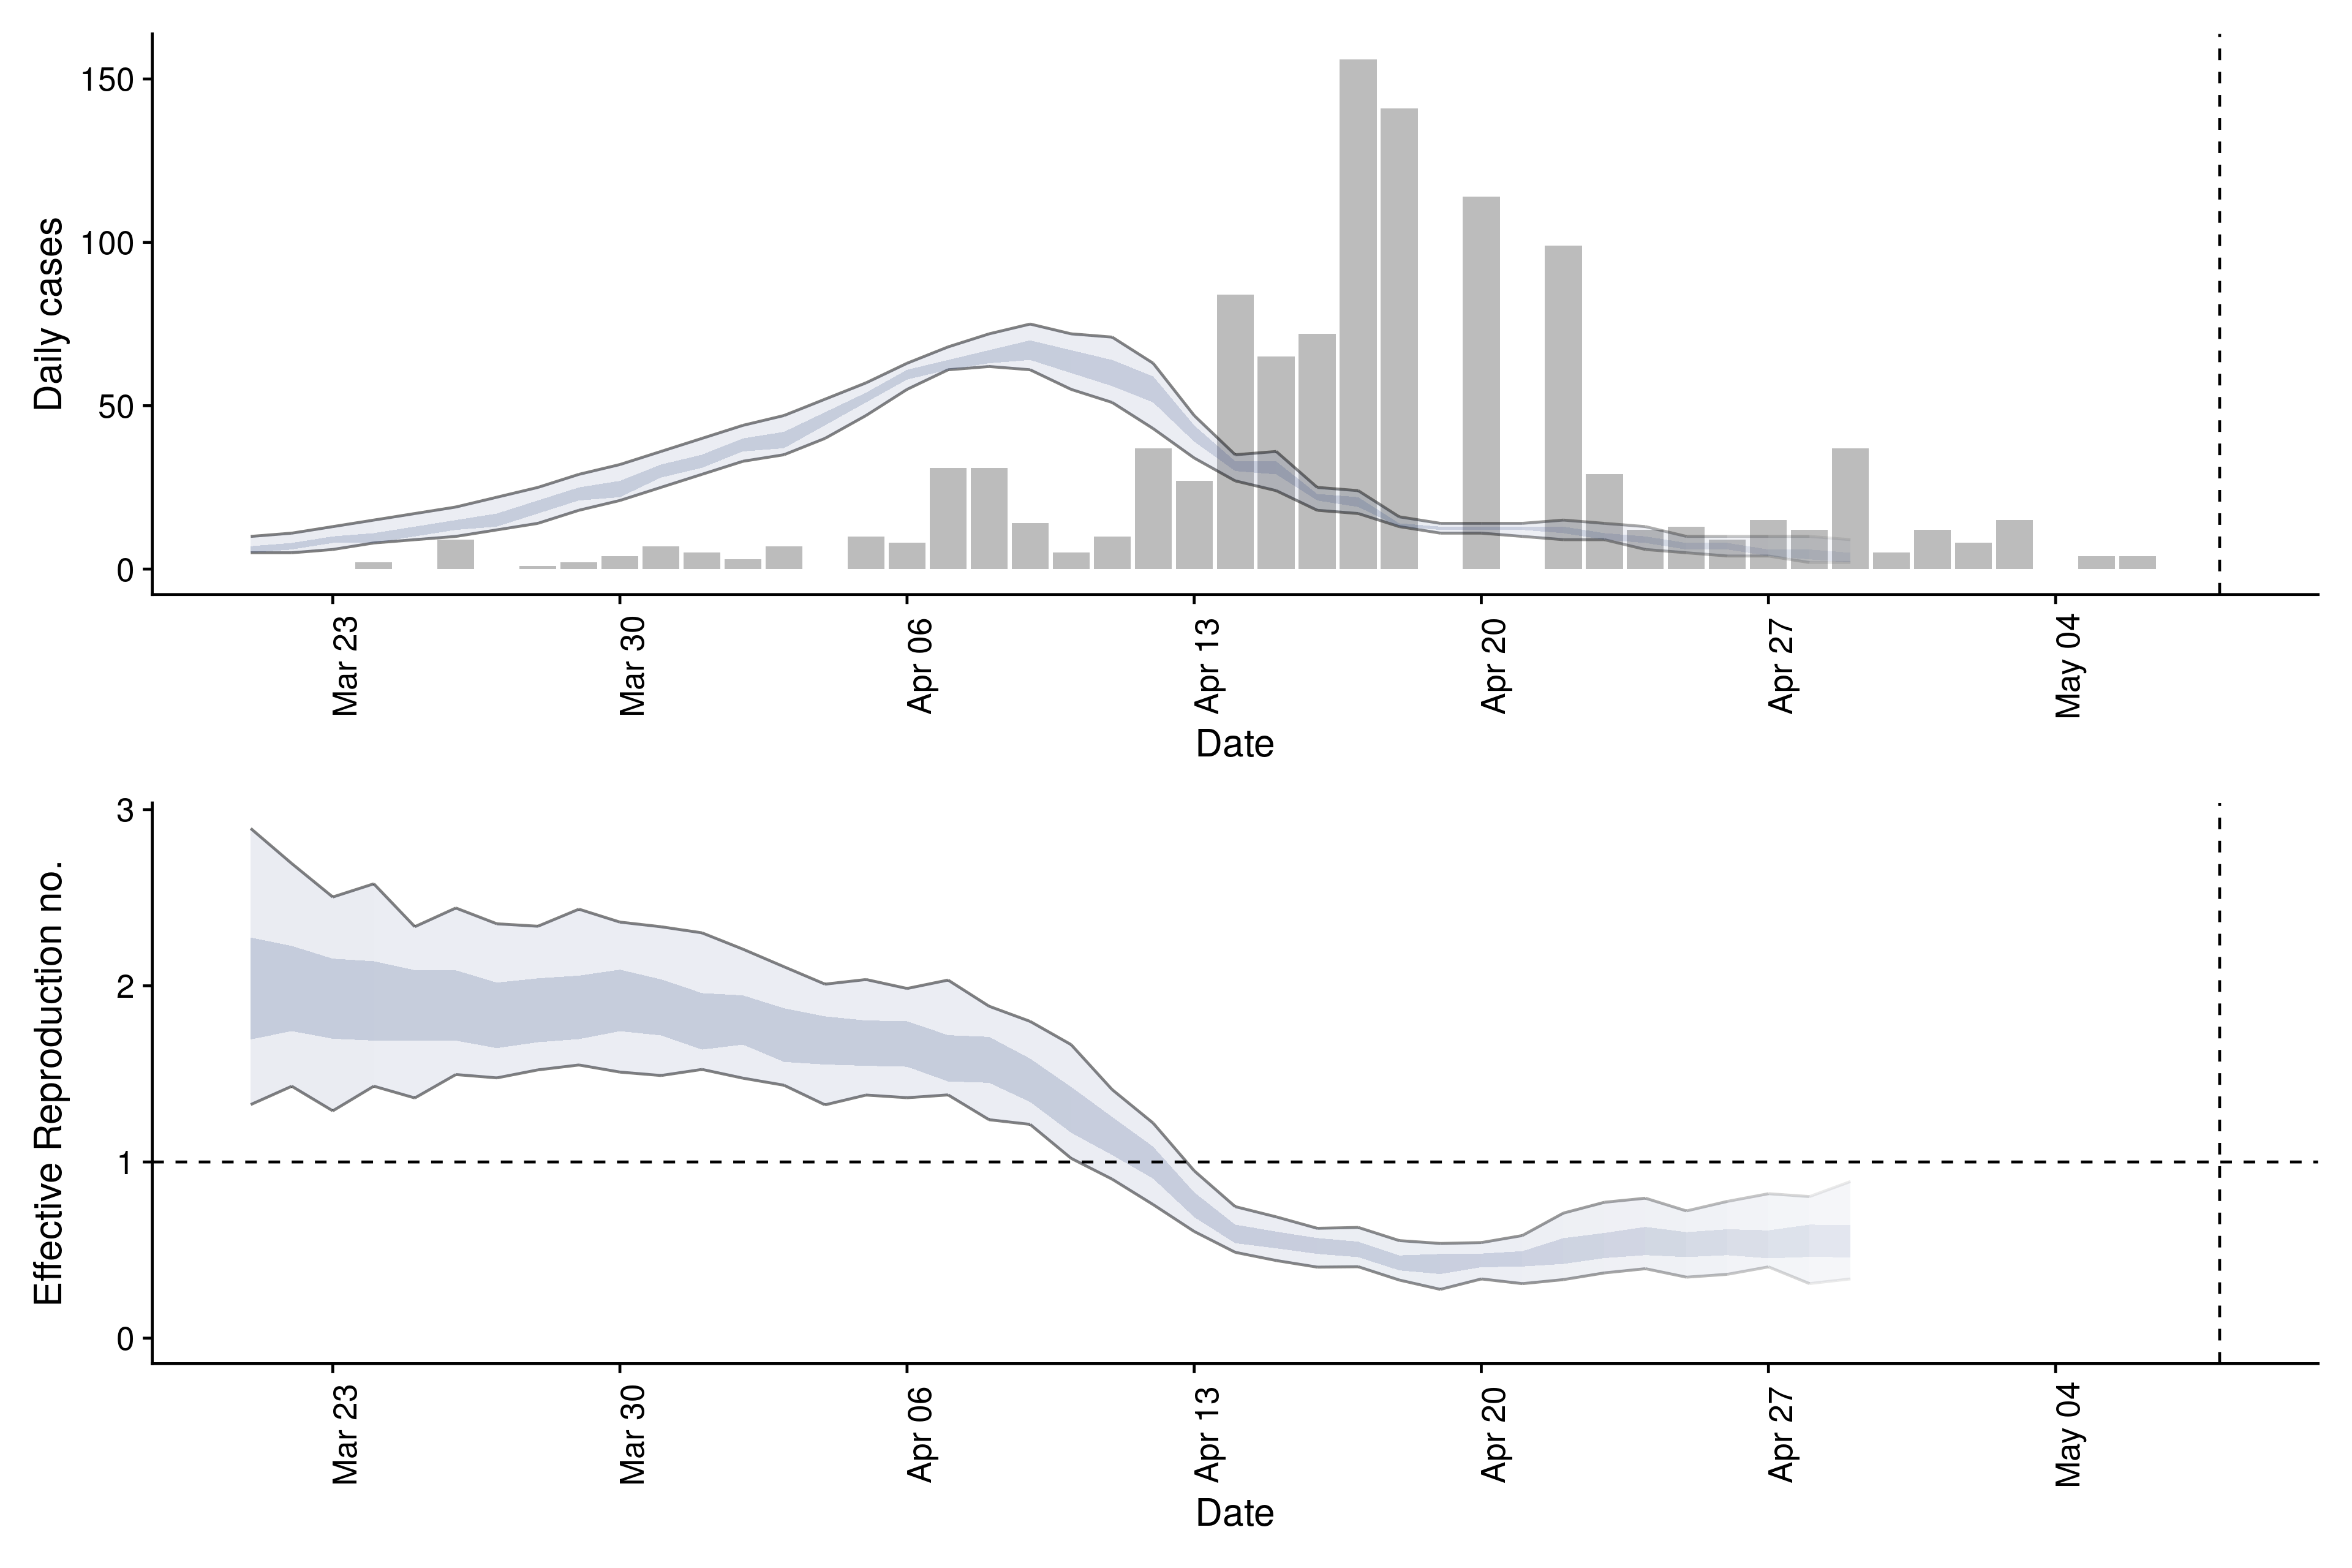 Daily cases
150
100
50
0
Mar 23
Mar 30
Apr 06
Apr 13
Apr 20
Apr 27
May 04
Date
Effective Reproduction no.
3
2
1
0
Mar 23
Mar 30
Apr 06
Apr 13
Apr 20
Apr 27
May 04
Date